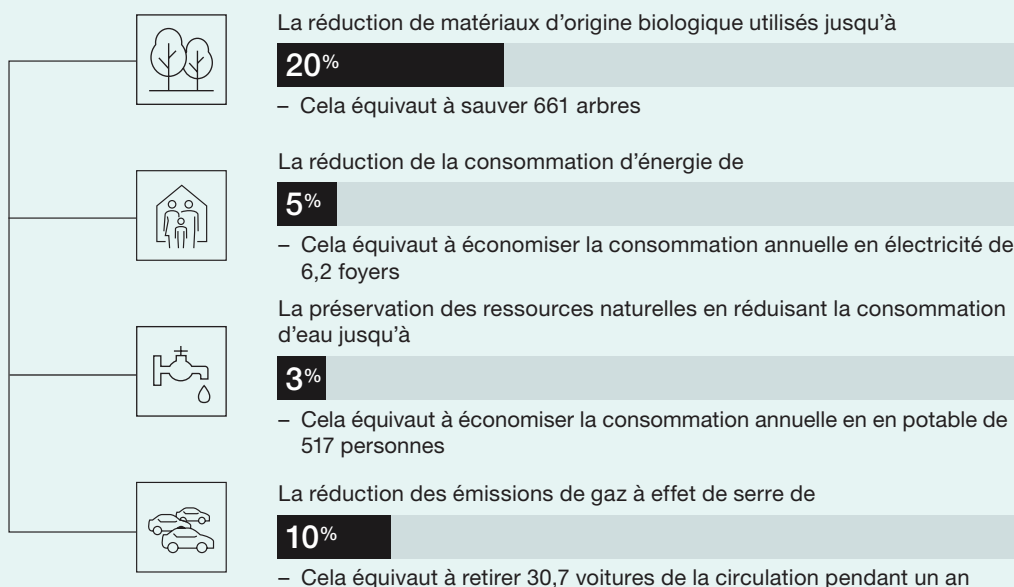 La réduction de matériaux d'origine biologique utilisés jusqu'à
20%
– Cela équivaut à sauver 661 arbres
La réduction de la consommation d'énergie de
5%
– Cela équivaut à économiser la consommation annuelle en électricité de
6,2 foyers
La préservation des ressources naturelles en réduisant la consommation
d'eau jusqu'à
3%
– Cela équivaut à économiser la consommation annuelle en en potable de
517 personnes
La réduction des émissions de gaz à effet de serre de
10%
– Cela équivaut à retirer 30,7 voitures de la circulation pendant un an